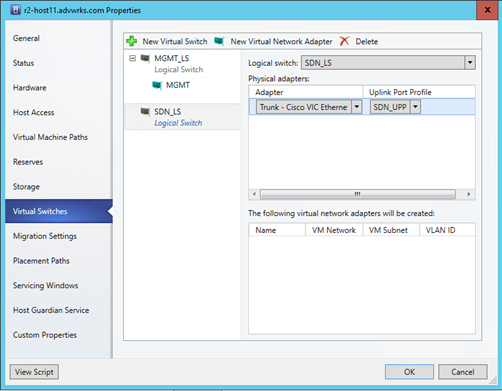 r2-host11.advwrks.com Properties
General
Status
Hardware
Host Access
Virtual Machine Paths
Reserves
Storage
Virtual Switches
Migration Settings
Placement Paths
Servicing Windows
Host Guardian Service
Custom Properties
New Virtual Switch New Virtual Network Adapter Delete
MGMT_LS
Logical Switch
MGMT
SDN_LS
Logical Switch
Logical switch: SDN_LS
Physical adapters:
Adapter Uplink Port Profile
Trunk - Cisco VIC Etherne SDN_UPP
The following virtual network adapters will be created:
Name VM Network VM Subnet VLAN ID
View Script OK Cancel